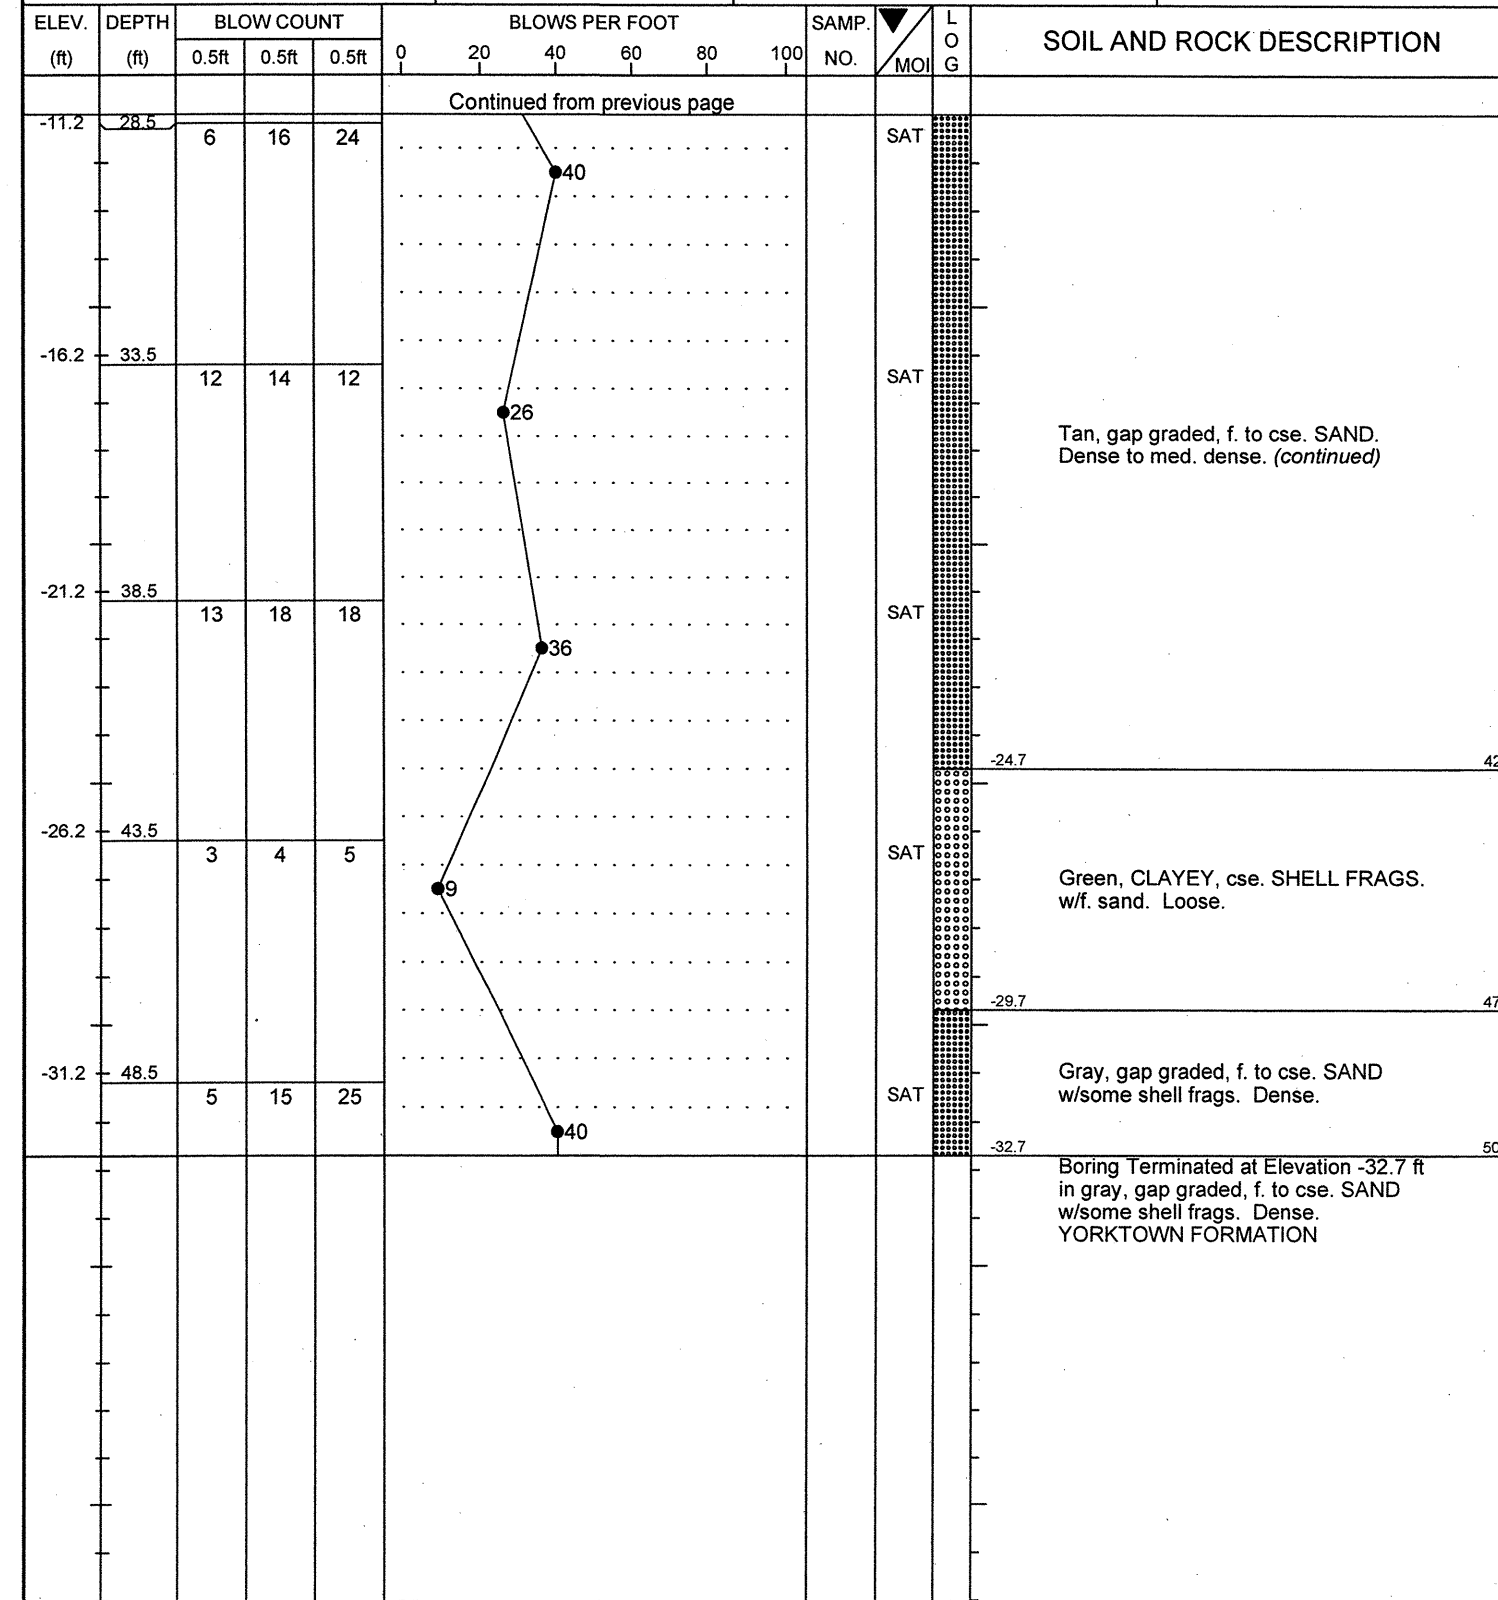 ELEV. DEPTH BLOW COUNT BLOWS PER FOOT SAMP. L
O
(ft) (ft) 0.5ft 0.5ft 0.5ft 0 20 40 60 80 100 NO. MOI G SOIL AND ROCK DESCRIPTION
Continued from previous page
-11.2 28.5 6 16 24 SAT
40
-16.2 33.5
12 14 12 SAT
26
Tan, gap graded, f. to cse. SAND.
Dense to med. dense. (continued)
-21.2 38.5
13 18 18 SAT
36
-24.7 42
-26.2 43.5
3 4 5 SAT
9
Green, CLAYEY, cse. SHELL FRAGS.
w/f. sand. Loose.
-29.7 47
-31.2 48.5
Gray, gap graded, f. to cse. SAND
5 15 25 SAT w/some shell frags. Dense.
40
-32.7 50
Boring Terminated at Elevation -32.7 ft
in gray, gap graded, f. to cse. SAND
w/some shell frags. Dense.
YORKTOWN FORMATION